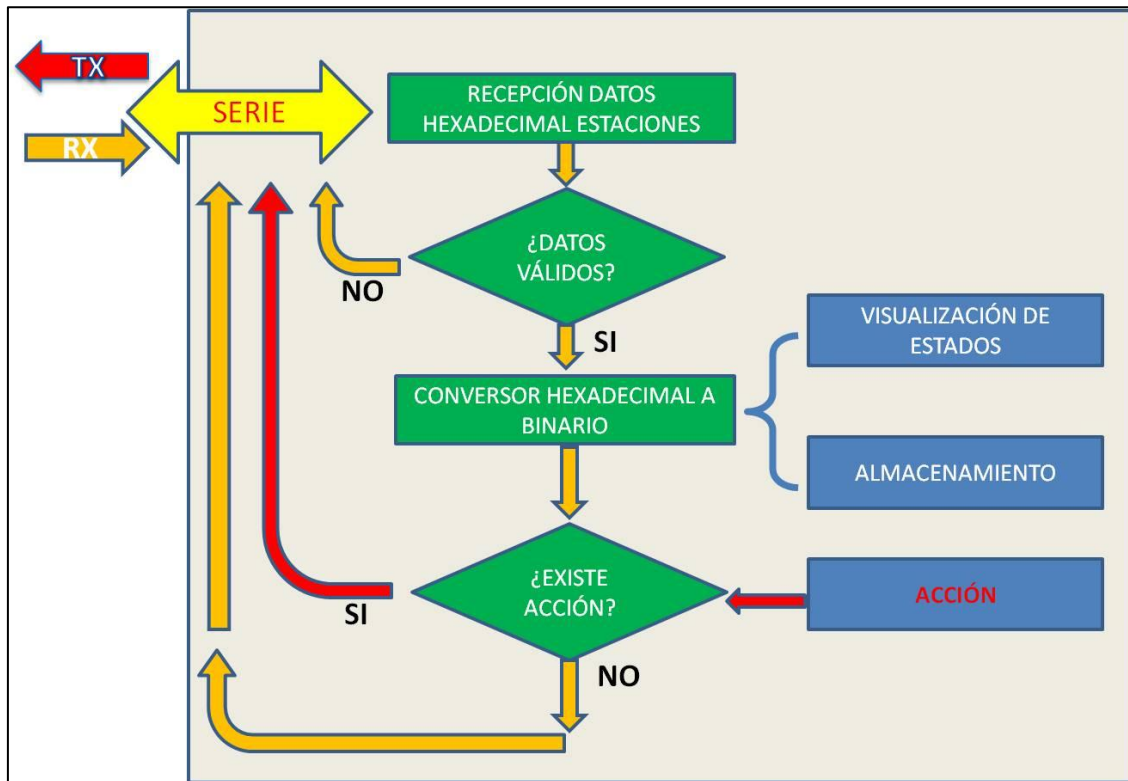 TX
SERIE
RX
RECEPCIÓN DATOS
HEXADECIMAL ESTACIONES
¿DATOS
VÁLIDOS?
NO
SI
VISUALIZACIÓN DE
ESTADOS
CONVERSOR HEXADECIMAL A
BINARIO
ALMACENAMIENTO
¿EXISTE
ACCIÓN?
ACCIÓN
SI
NO